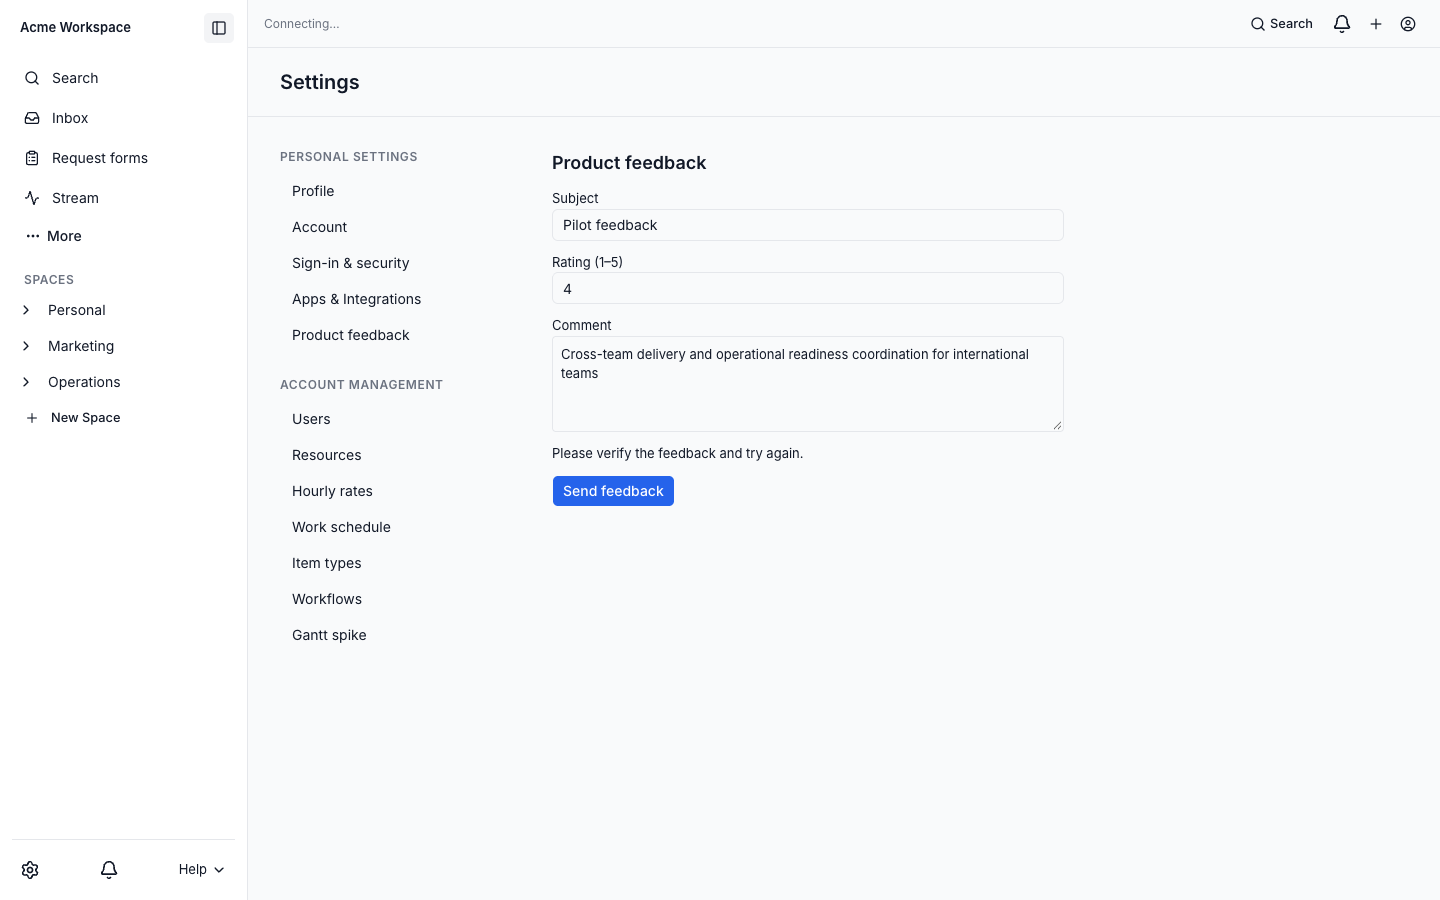 Acme Workspace
Search
Inbox
Request forms
Stream
More
SPACES
Personal
Marketing
Operations
New Space
Help
Connecting...
Search
Settings
PERSONAL SETTINGS
Profile
Account
Sign-in & security
Apps & Integrations
Product feedback
ACCOUNT MANAGEMENT
Users
Resources
Hourly rates
Work schedule
Item types
Workflows
Gantt spike
Product feedback
Subject
Pilot feedback
Rating (1–5)
4
Comment
Cross-team delivery and operational readiness coordination for international
teams
Please verify the feedback and try again.
Send feedback